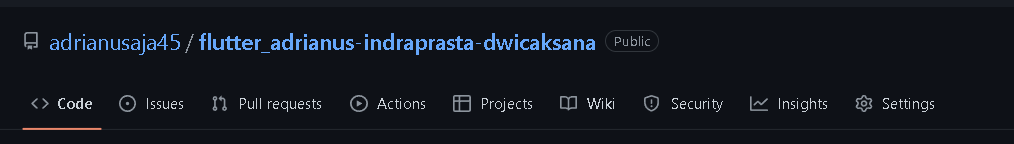 adrianusaja45 / flutter_adrianus-indraprasta-dwicaksana Public
Code Issues Pull requests Actions Projects Wiki Security Insights Settings